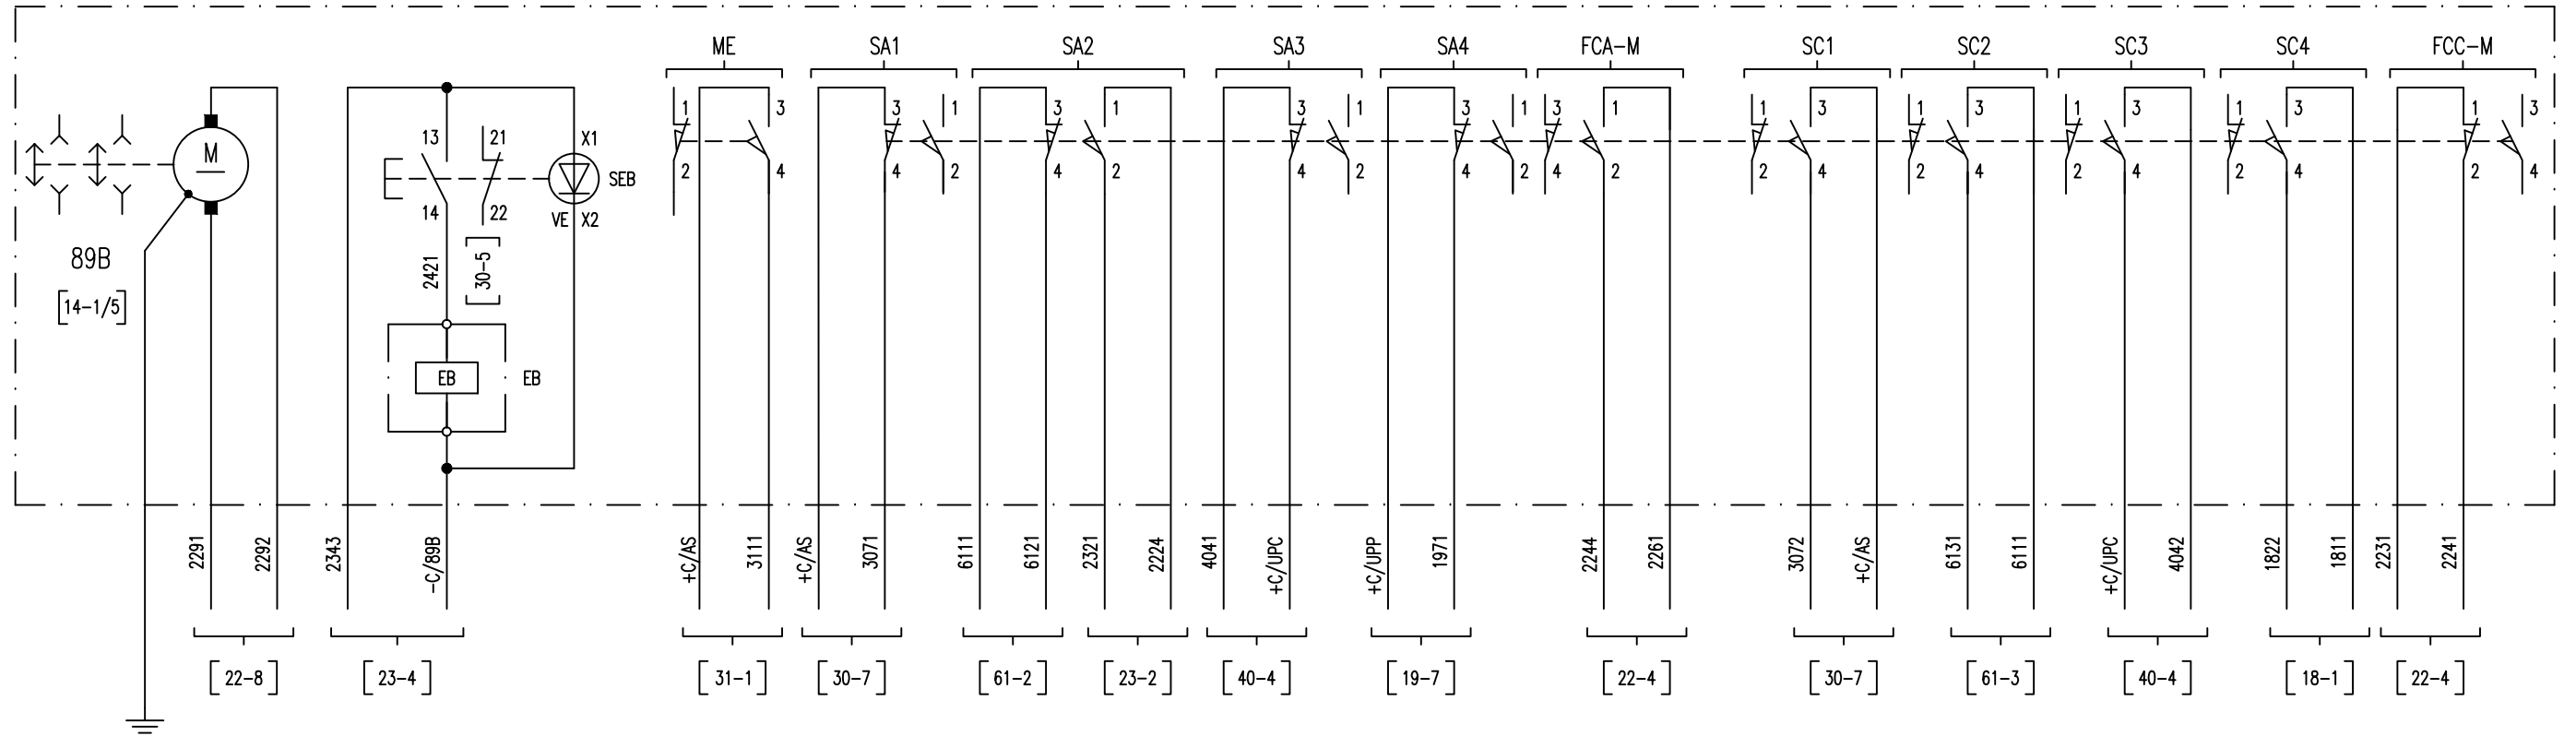 ME SA1 SA2 SA3 SA4 FCA-M SC1 SC2 SC3 SC4 FCC-M
1 3 3 1 3 1 3 1 3 1 3 1 1 3 1 3 1 3 1 3 1 3
13 21 X1
M
2 4 4 2 4 2 4 2 4 2 4 2 2 4 2 4 2 4 2 4 2 4
SEB
14 22 VE X2
89B
2421 [30-5]
[14-1/5]
EB EB
2291 2292 2343 -C/89B +C/AS 3111 +C/AS 3071 6111 6121 2321 2224 4041 +C/UPC +C/UPP 1971 2244 2261 3072 +C/AS 6131 6111 +C/UPC 4042 1822 1811 2231 2241
[22-8] [23-4] [31-1] [30-7] [61-2] [23-2] [40-4] [19-7] [22-4] [30-7] [61-3] [40-4] [18-1] [22-4]